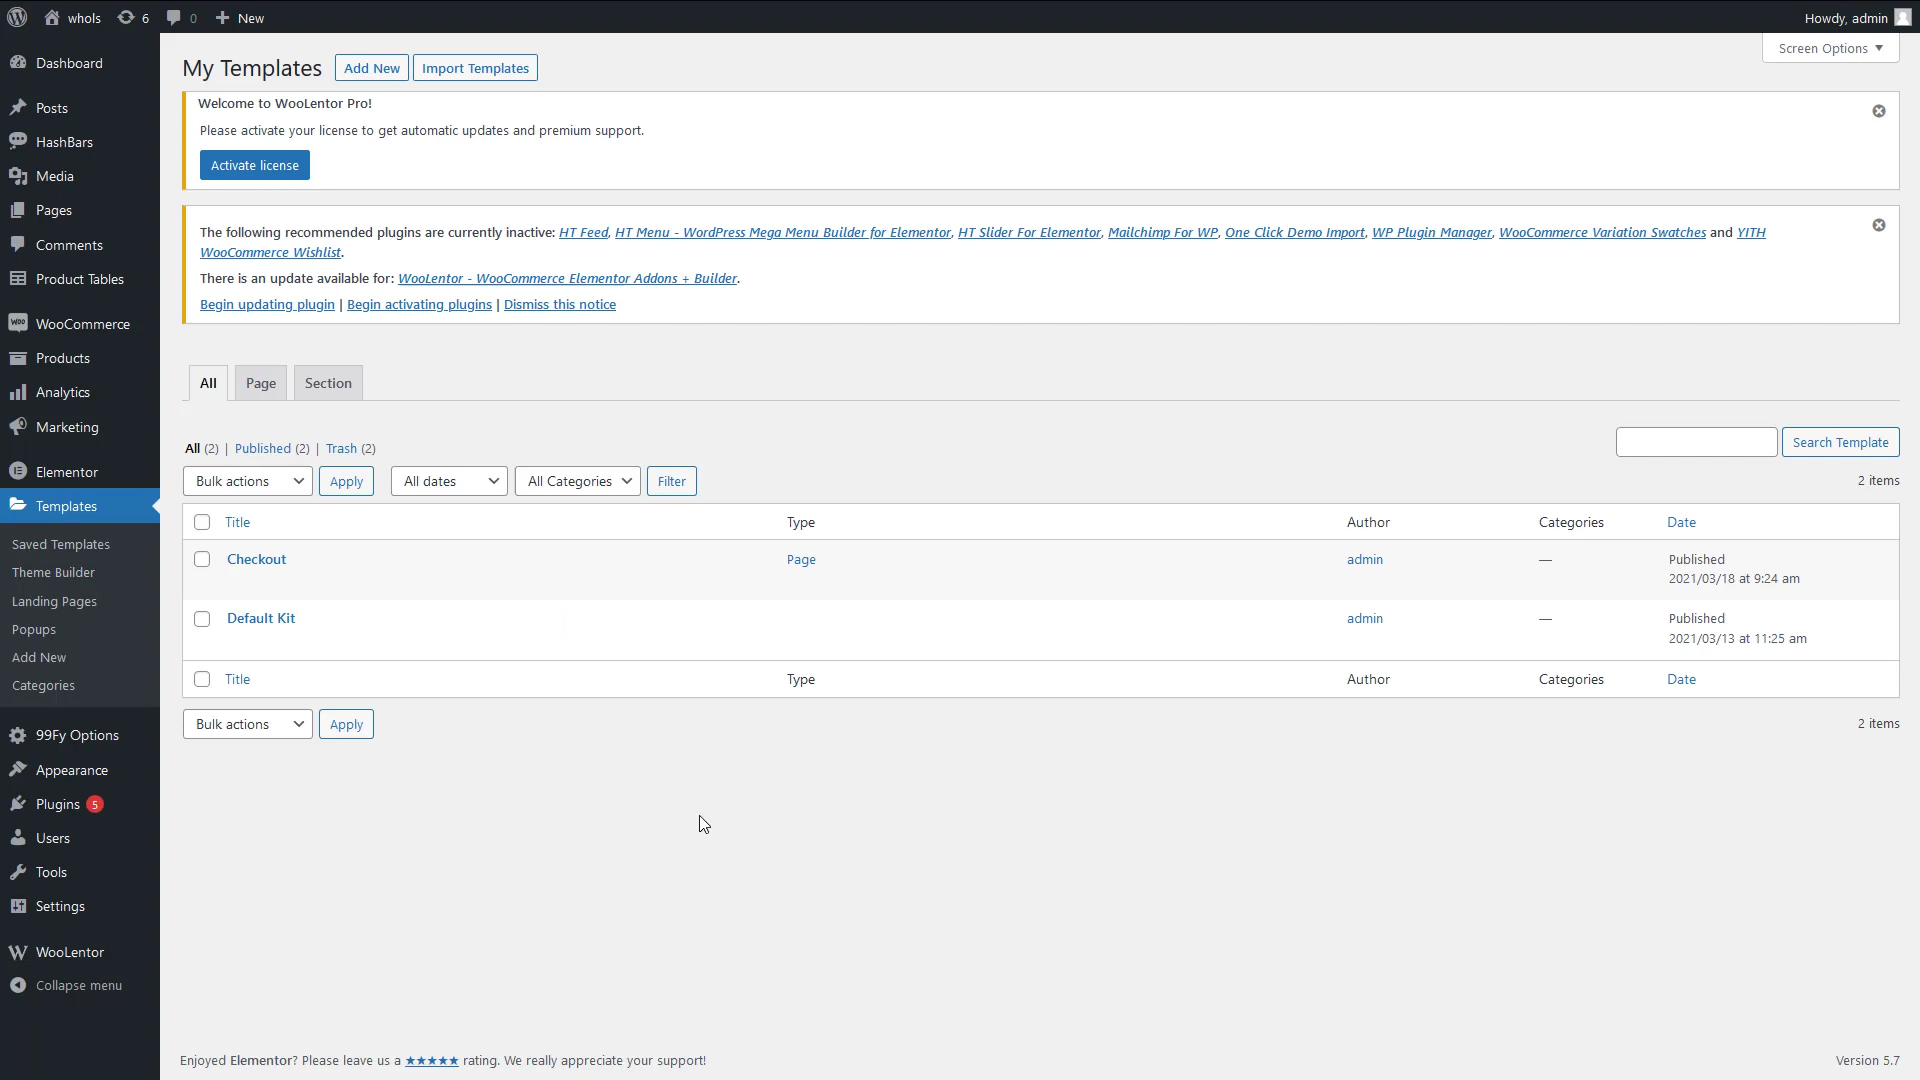 whols
6
0
New
Howdy, admin
Screen Options
Dashboard
Posts
HashBars
Media
Pages
Comments
Product Tables
WooCommerce
Products
Analytics
Marketing
Elementor
Templates
Saved Templates
Theme Builder
Landing Pages
Popups
Add New
Categories
99Fy Options
Appearance
Plugins 5
Users
Tools
Settings
WooLentor
Collapse menu
My Templates
Add New
Import Templates
Welcome to WooLentor Pro!
Please activate your license to get automatic updates and premium support.
Activate license
The following recommended plugins are currently inactive: HT Feed, HT Menu - WordPress Mega Menu Builder for Elementor, HT Slider For Elementor, Mailchimp For WP, One Click Demo Import, WP Plugin Manager, WooCommerce Variation Swatches and YITH
WooCommerce Wishlist.
There is an update available for: WooLentor - WooCommerce Elementor Addons + Builder.
Begin updating plugin | Begin activating plugins | Dismiss this notice
All
Page
Section
All (2) | Published (2) | Trash (2)
Search Template
Bulk actions
Apply
All dates
All Categories
Filter
2 items
Title Type Author Categories Date
Checkout Page admin — Published
2021/03/18 at 9:24 am
Default Kit admin — Published
2021/03/13 at 11:25 am
Title Type Author Categories Date
Bulk actions
Apply
2 items
Enjoyed Elementor? Please leave us a ★★★★★ rating. We really appreciate your support!
Version 5.7